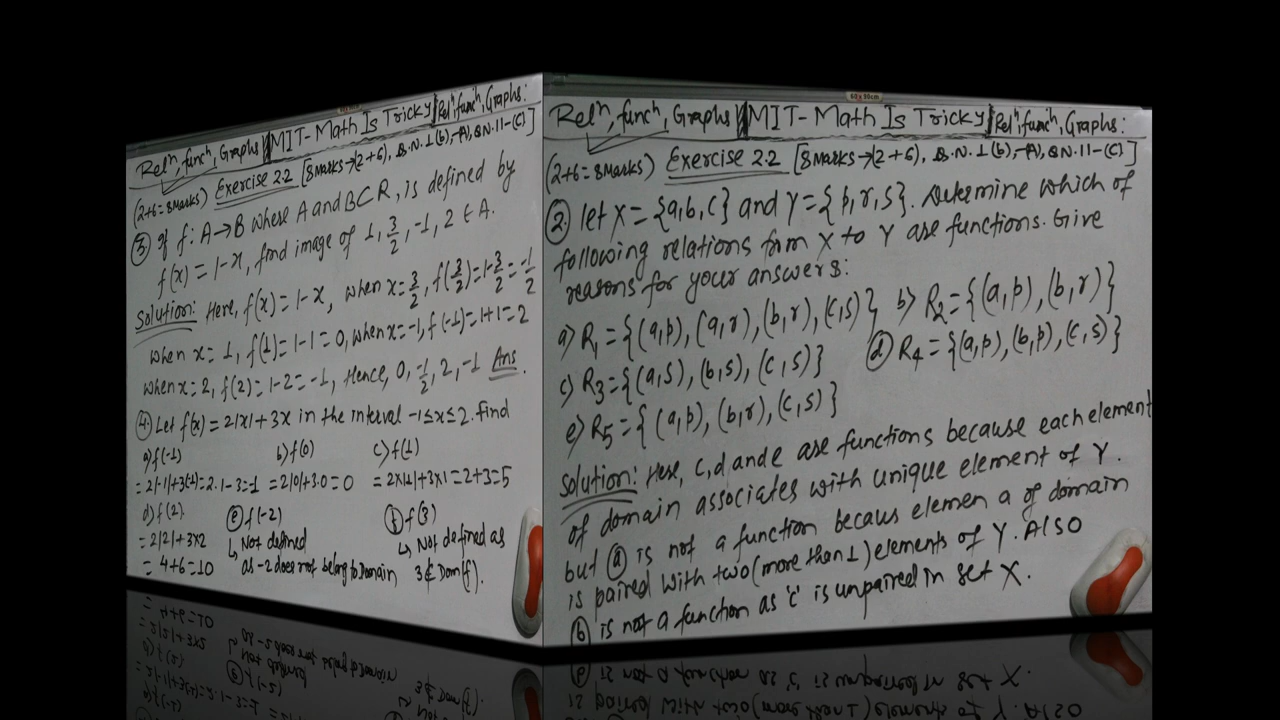 Relⁿ, funcⁿ, Graphs MIT-Math Is Tricky Relⁿ, funcⁿ, Graphs:
(2+6=8Marks) Exercise 2.2 [8Marks→(2+6), B.N.1(b),-A), Q.N.11-(C)]
③ If f: A→B where A and B⊂R, is defined by
f(x) = 1-x, find image of 1, 3/2, -1, 2 ∈ A.
Solution: Here, f(x) = 1-x, when x = 3/2, f(3/2) = 1-3/2 = -1/2
when x = 1, f(1) = 1-1 = 0, when x = -1, f(-1) = 1+1 = 2
when x = 2, f(2) = 1-2 = -1, Hence, 0, -1/2, 2, -1 Ans.
④ Let f(x) = 2|x| + 3x in the interval -1≤x≤2. find
a) f(-1) b) f(0) c) f(1)
= 2|-1|+3(-1) = 2.1-3 = -1 = 2|0|+3.0 = 0 = 2×|1|+3×1 = 2+3 = 5
d) f(2) ⓔ f(-2) ⓕ f(3)
= 2|2|+3×2 ↳ Not defined ↳ Not defined as
= 4+6 = 10 as -2 does not belong to Domain 3∉Dom(f).
60 x 90cm
Relⁿ, funcⁿ, Graphs MIT-Math Is Tricky Relⁿ, funcⁿ, Graphs:
(2+6=8Marks) Exercise 2.2 [8Marks→(2+6), B.N.1(b),-A), Q.N.11-(C)]
② let X = {a,b,c} and Y = {p,r,s}. Determine which of
following relations from X to Y are functions. Give
reasons for your answers:
a) R₁ = {(a,p), (a,r), (b,r), (c,s)} b) R₂ = {(a,p), (b,r)}
c) R₃ = {(a,s), (b,s), (c,s)} ⓓ R₄ = {(a,p), (b,p), (c,s)}
e) R₅ = {(a,p), (b,r), (c,s)}
Solution: Here, c, d and e are functions because each element
of domain associates with unique element of Y.
but ⓐ is not a function becaus elemen a of domain
is paired with two (more than 1) elements of Y. Also
ⓑ is not a function as 'c' is unpaired in set X.